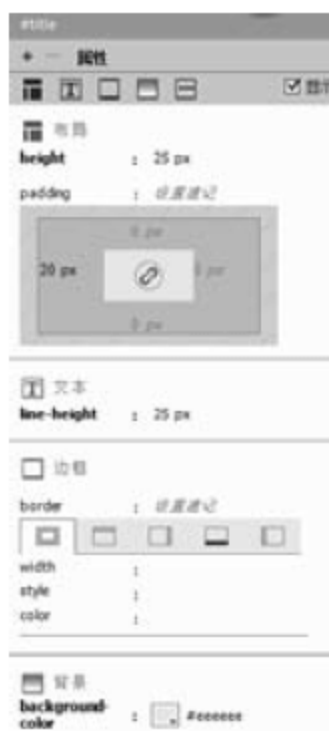 #title
属性
布局
height : 25 px
padding : 设置速记
0 px
20 px
0 px
0 px
文本
line-height : 25 px
边框
border : 设置速记
width :
style :
color :
背景
background-
color : #eeeeee